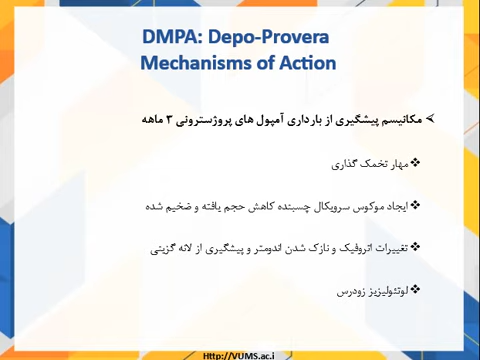 DMPA: Depo-Provera
Mechanisms of Action
مکانیسم پیشگیری از بارداری آمپول های پروژسترونی ۳ ماهه
مهار تخمک گذاری
ایجاد موکوس سرویکال چسبنده کاهش حجم یافته و ضخیم شده
تغییرات اتروفیک و نازک شدن اندومتر و پیشگیری از لانه گزینی
لوتئولیزیز زودرس
Http://VUMS.ac.i